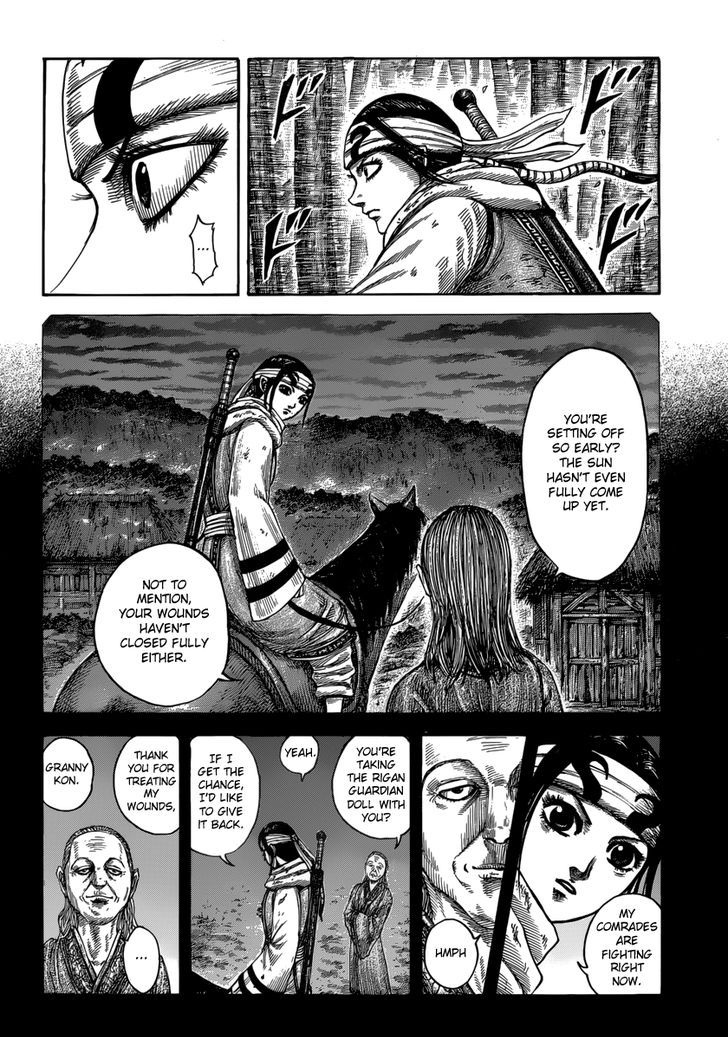 ドド
ドド
...
YOU'RE
SETTING OFF
SO EARLY?
THE SUN
HASN'T EVEN
FULLY COME
UP YET.
NOT TO
MENTION,
YOUR WOUNDS
HAVEN'T
CLOSED FULLY
EITHER.
MY
COMRADES
ARE
FIGHTING
RIGHT
NOW.
HMPH
YOU'RE
TAKING
THE RIGAN
GUARDIAN
DOLL WITH
YOU?
YEAH.
IF I
GET THE
CHANCE,
I'D LIKE
TO GIVE
IT BACK.
THANK
YOU FOR
TREATING
MY
WOUNDS,
GRANNY
KON.
...